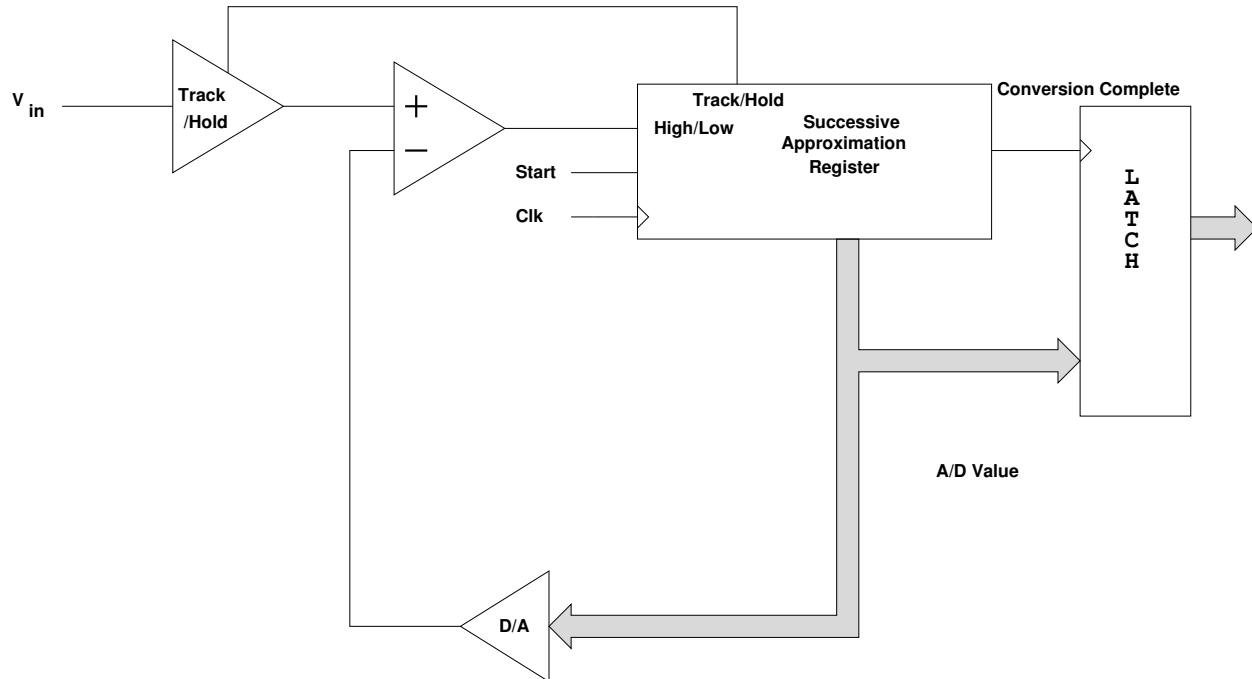 Conversion Complete
V in
Track
/Hold
+
−
Track/Hold
High/Low
Successive
Approximation
Register
Start
Clk
L
A
T
C
H
A/D Value
D/A